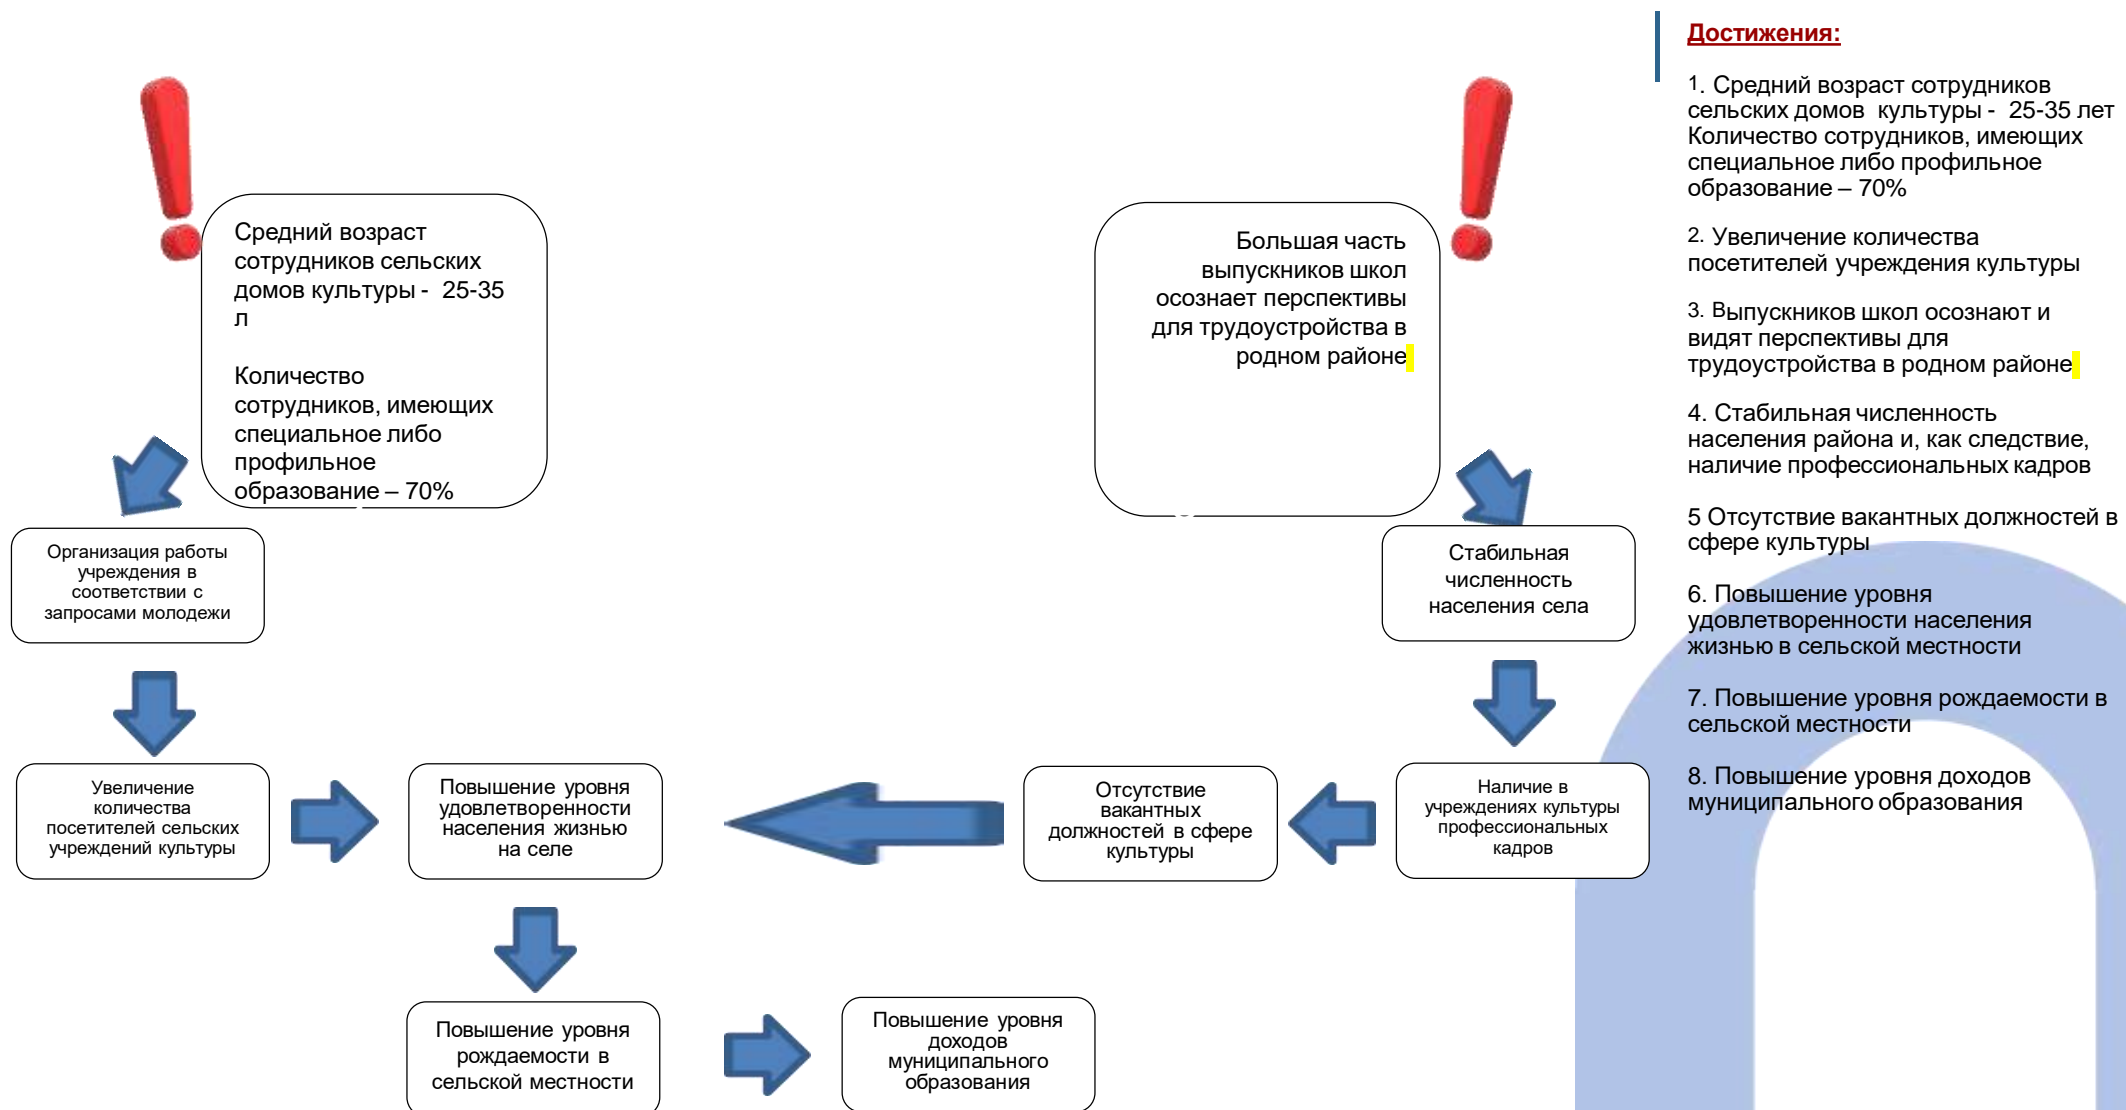 Средний возраст
сотрудников сельских
домов культуры - 25-35
л
Количество
сотрудников, имеющих
специальное либо
профильное
образование – 70%
Большая часть
выпускников школ
осознает перспективы
для трудоустройства в
родном районе
Организация работы
учреждения в
соответствии с
запросами молодежи
Стабильная
численность
населения села
Увеличение
количества
посетителей сельских
учреждений культуры
Повышение уровня
удовлетворенности
населения жизнью
на селе
Отсутствие
вакантных
должностей в сфере
культуры
Наличие в
учреждениях культуры
профессиональных
кадров
Повышение уровня
рождаемости в
сельской местности
Повышение уровня
доходов
муниципального
образования
Достижения:
1. Средний возраст сотрудников
сельских домов культуры - 25-35 лет
Количество сотрудников, имеющих
специальное либо профильное
образование – 70%
2. Увеличение количества
посетителей учреждения культуры
3. Выпускников школ осознают и
видят перспективы для
трудоустройства в родном районе
4. Стабильная численность
населения района и, как следствие,
наличие профессиональных кадров
5 Отсутствие вакантных должностей в
сфере культуры
6. Повышение уровня
удовлетворенности населения
жизнью в сельской местности
7. Повышение уровня рождаемости в
сельской местности
8. Повышение уровня доходов
муниципального образования